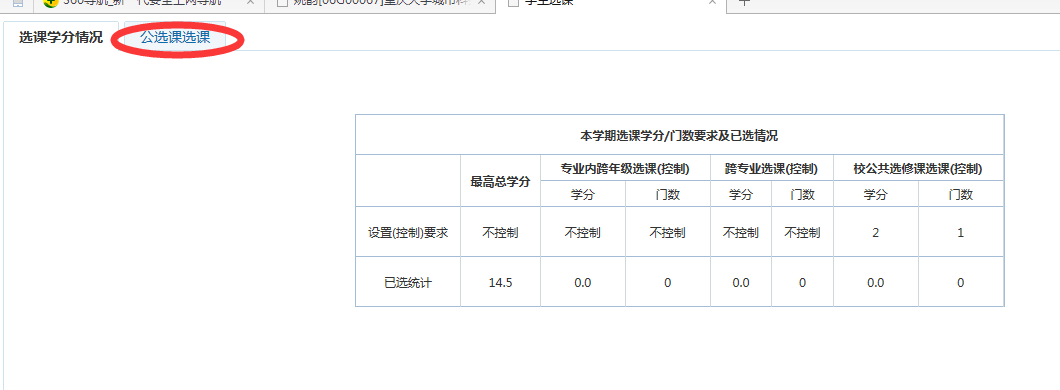 学生选课
选课学分情况 公选课选课
本学期选课学分/门数要求及已选情况
最高总学分 专业内跨年级选课(控制) 跨专业选课(控制) 校公共选修课选课(控制)
学分 门数 学分 门数 学分 门数
设置(控制)要求 不控制 不控制 不控制 不控制 不控制 2 1
已选统计 14.5 0.0 0 0.0 0 0.0 0